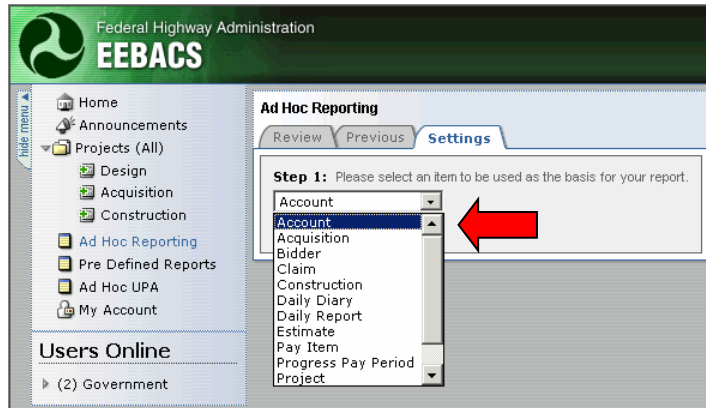 Federal Highway Administration
EEBACS
hide menu
Home
Announcements
Projects (All)
Design
Acquisition
Construction
Ad Hoc Reporting
Pre Defined Reports
Ad Hoc UPA
My Account
Users Online
(2) Government
Ad Hoc Reporting
Review Previous Settings
Step 1: Please select an item to be used as the basis for your report.
Account
Account
Acquisition
Bidder
Claim
Construction
Daily Diary
Daily Report
Estimate
Pay Item
Progress Pay Period
Project